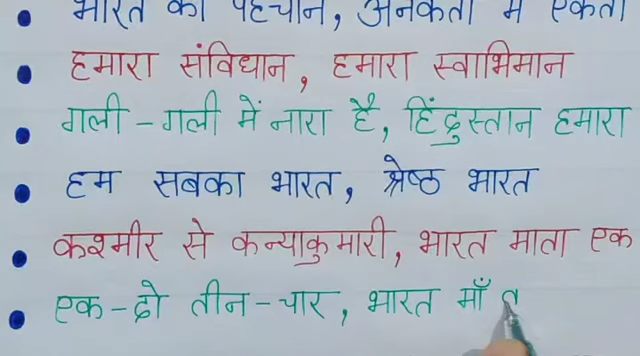 भारत की पहचान, अनेकता में एकता
हमारा संविधान, हमारा स्वाभिमान
गली - गली में नारा है, हिंदुस्तान हमारा
हम सबका भारत, श्रेष्ठ भारत
कश्मीर से कन्याकुमारी, भारत माता एक
एक - दो तीन - चार, भारत माँ